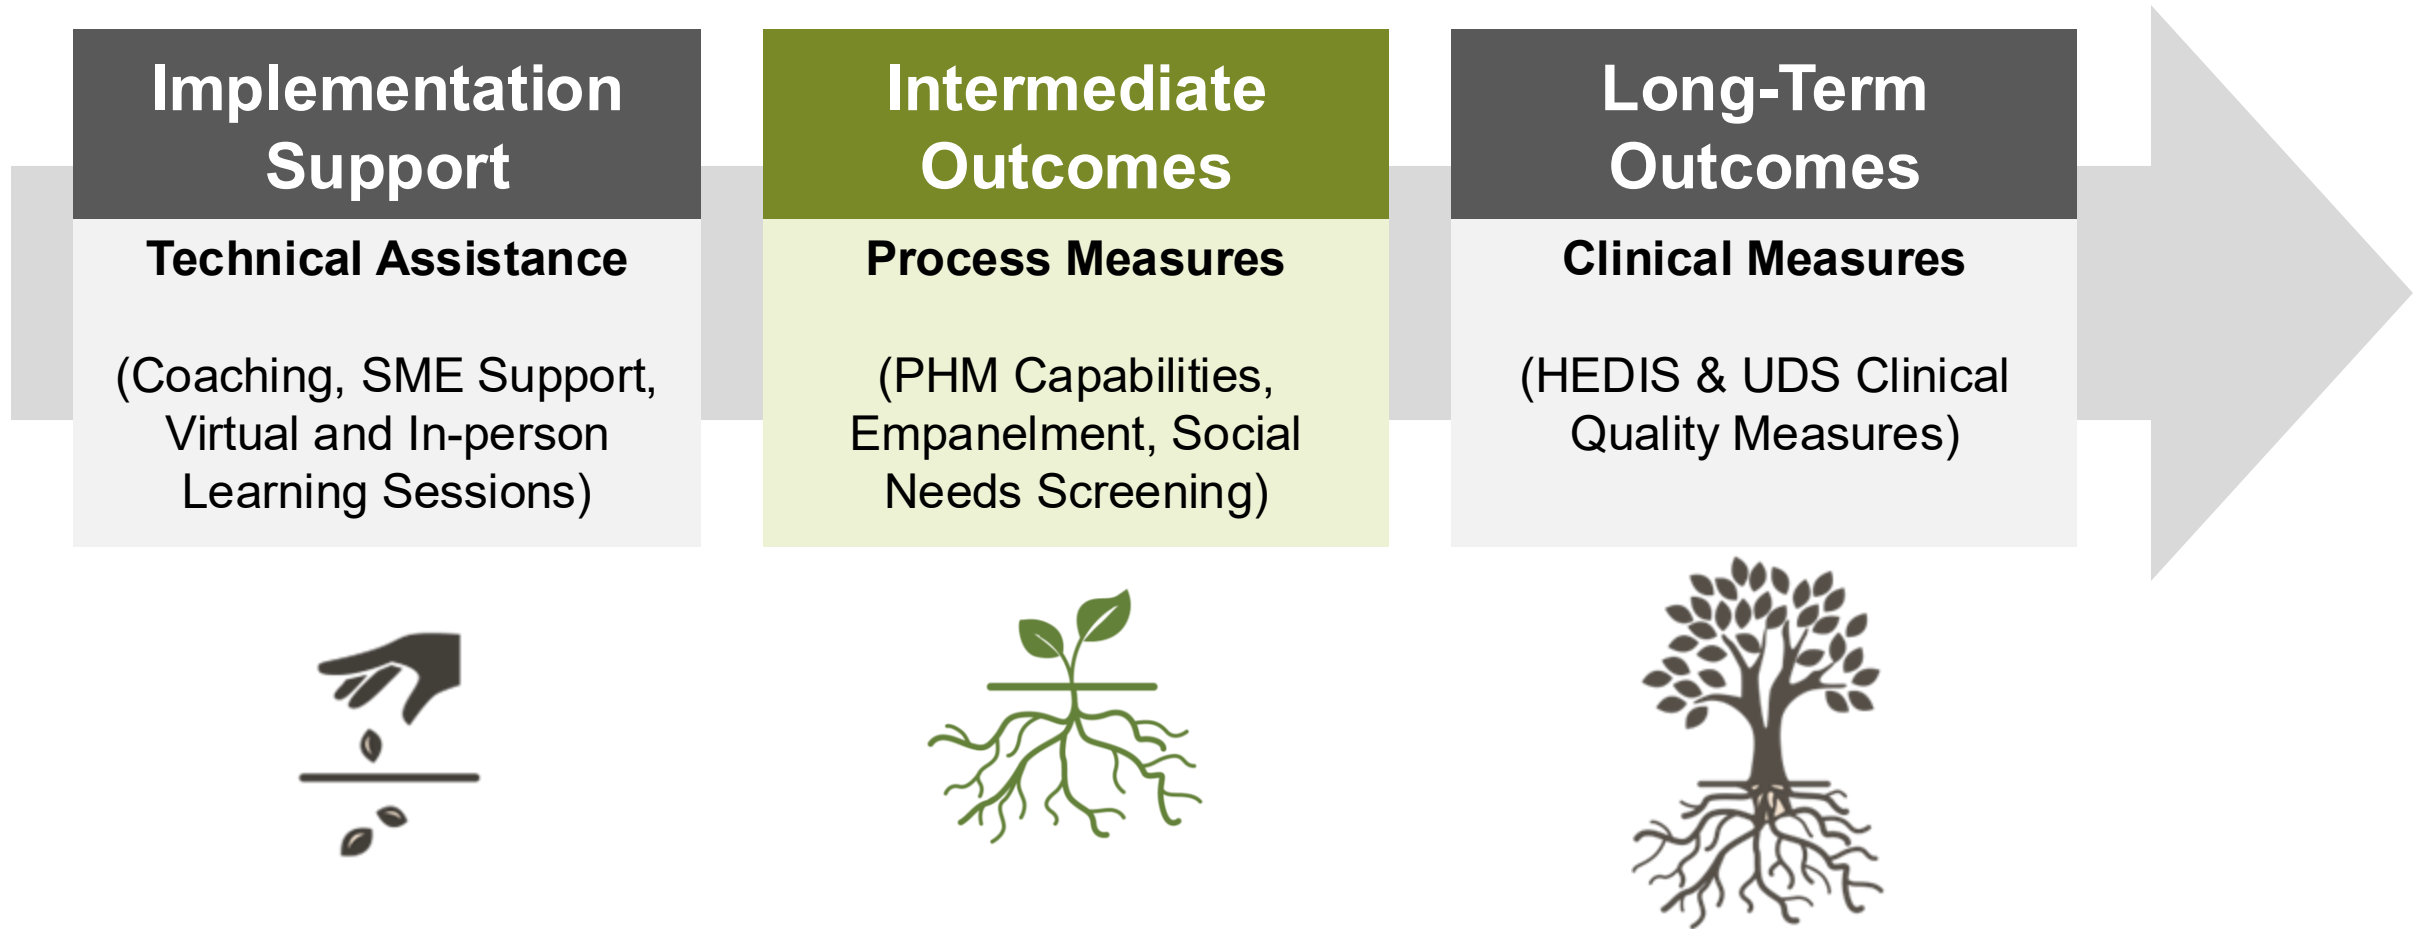 Implementation
Support
Technical Assistance
(Coaching, SME Support,
Virtual and In-person
Learning Sessions)
Intermediate
Outcomes
Process Measures
(PHM Capabilities,
Empanelment, Social
Needs Screening)
Long-Term
Outcomes
Clinical Measures
(HEDIS & UDS Clinical
Quality Measures)